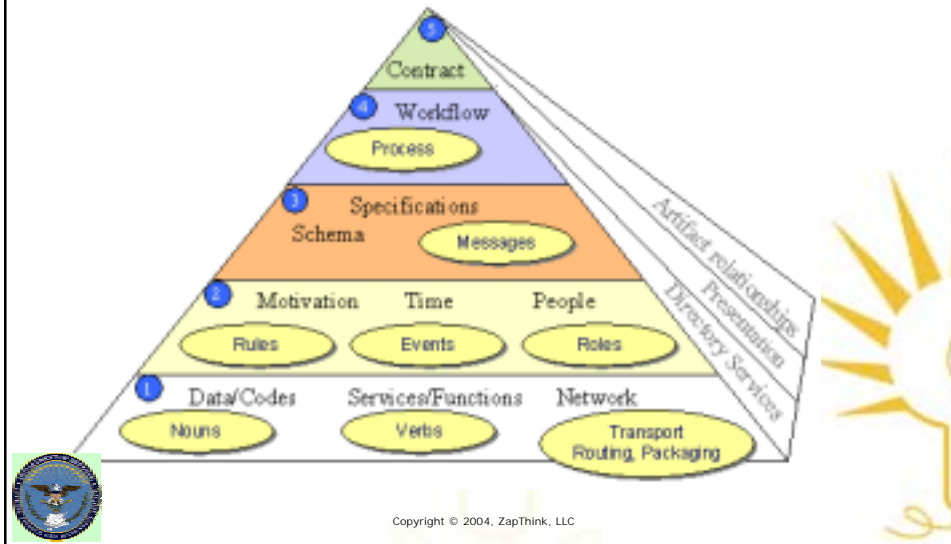 5
Contract
4
Workflow
Process
3
Specifications
Schema
Messages
2
Motivation Time People
Rules Events Roles
1
Data/Codes Services/Functions Network
Nouns Verbs Transport
Routing, Packaging
Artifact relationships
Presentation
Directory Services
Copyright © 2004, ZapThink, LLC